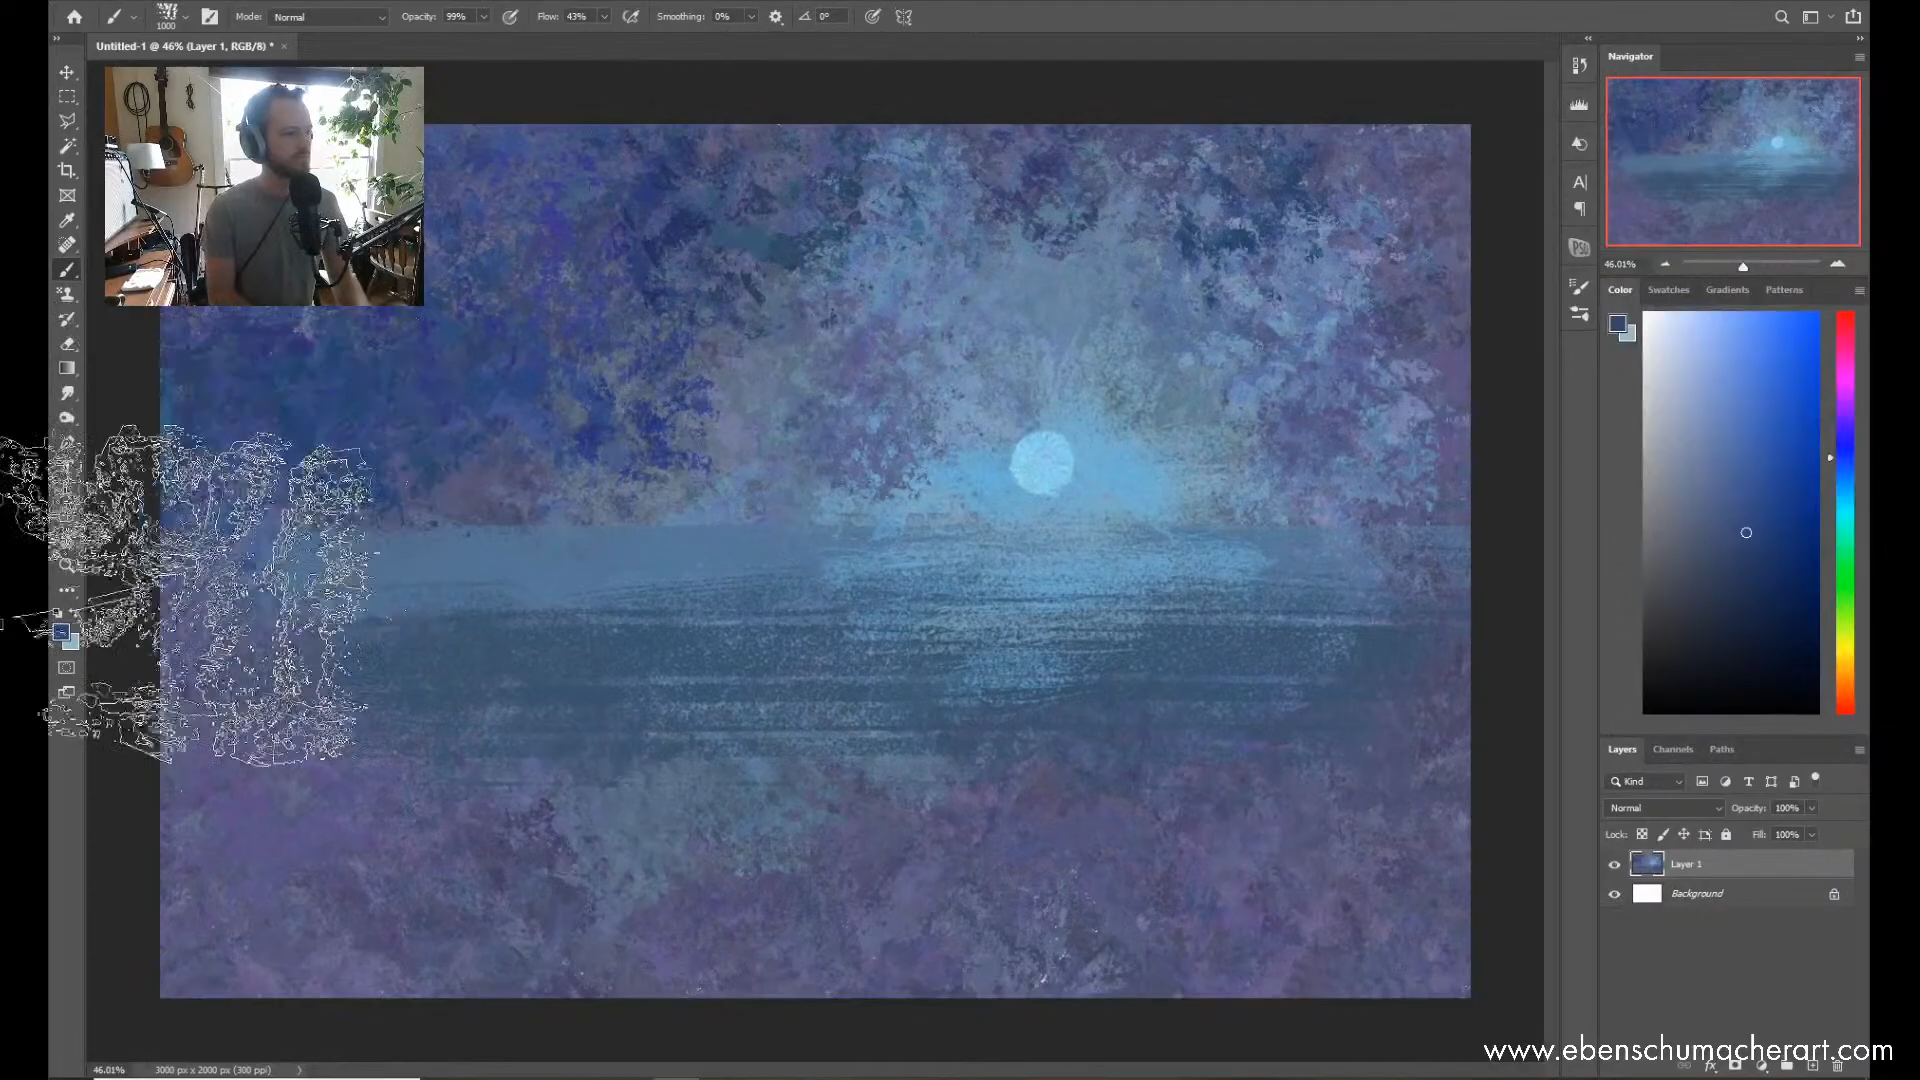 1000
Mode: Normal
Opacity: 99%
Flow: 43%
Smoothing: 0%
0°
Untitled-1 @ 46% (Layer 1, RGB/8) *
Navigator
46.01%
Color Swatches Gradients Patterns
Layers Channels Paths
Kind
Normal Opacity: 100%
Lock: Fill: 100%
Layer 1
Background
www.ebenschumacherart.com
46.01% 3000 px x 2000 px (300 ppi)